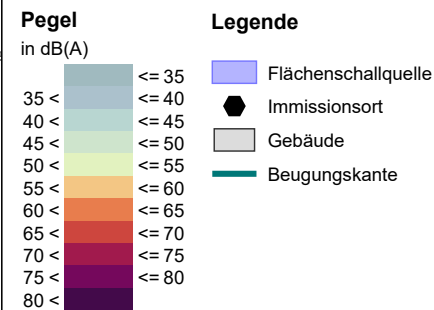 Pegel
in dB(A)
<= 35
35 < <= 40
40 < <= 45
45 < <= 50
50 < <= 55
55 < <= 60
60 < <= 65
65 < <= 70
70 < <= 75
75 < <= 80
80 <
Legende
Flächenschallquelle
Immissionsort
Gebäude
Beugungskante